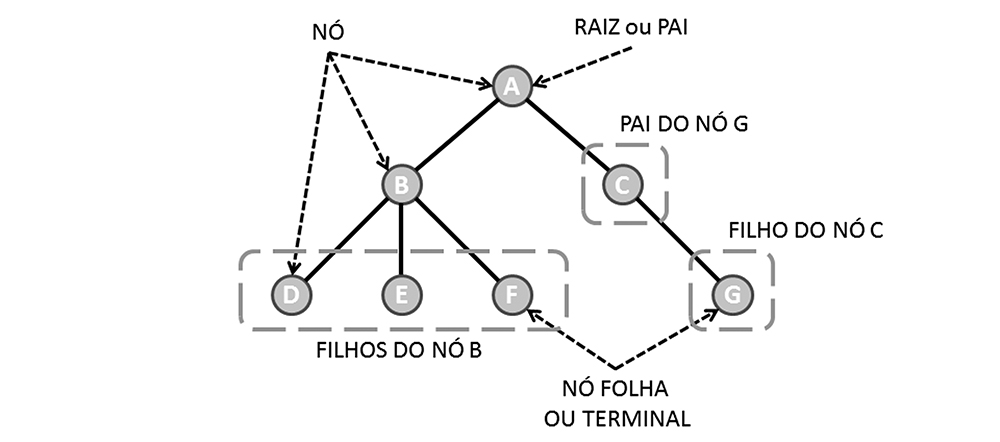 NÓ
RAIZ ou PAI
A
PAI DO NÓ G
B
C
FILHO DO NÓ C
D
E
F
G
FILHOS DO NÓ B
NÓ FOLHA
OU TERMINAL